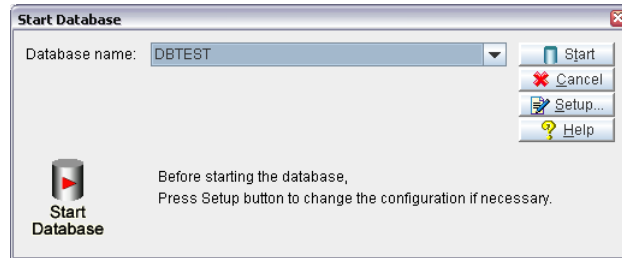 Start Database
Database name: DBTEST
Start
Cancel
Setup...
Help
Before starting the database,
Press Setup button to change the configuration if necessary.
Start
Database